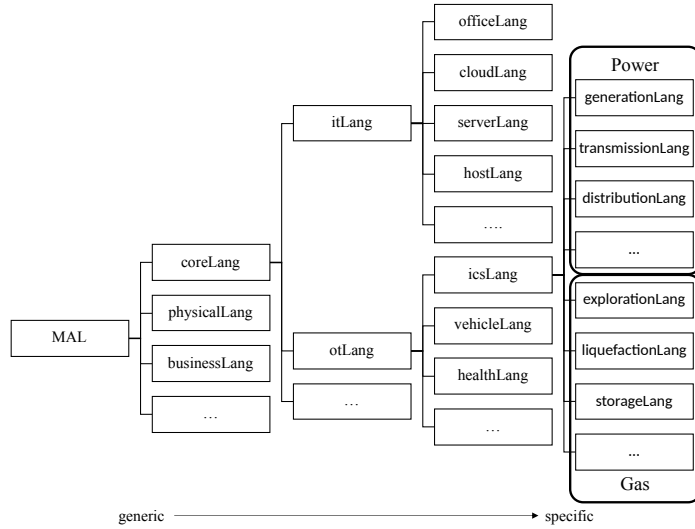 MAL
coreLang
physicalLang
businessLang
…
itLang
otLang
…
officeLang
cloudLang
serverLang
hostLang
….
icsLang
vehicleLang
healthLang
…
Power
generationLang
transmissionLang
distributionLang
...
explorationLang
liquefactionLang
storageLang
...
Gas
generic
specific